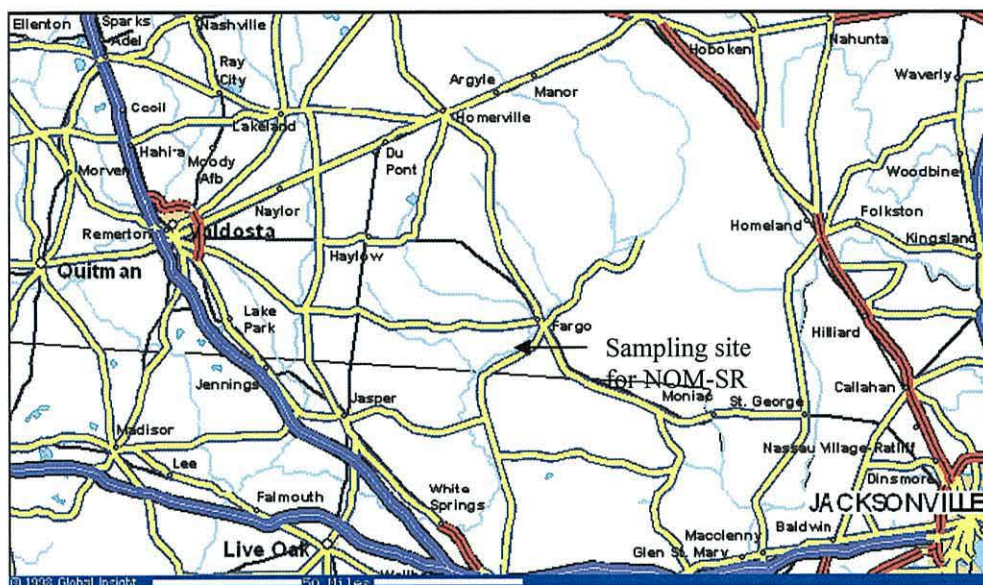 Ellenton
Sparks
Adel
Nashville
Ray
City
Hoboken
Nahunta
Waverly
Argyle
Manor
Cecil
Lakeland
Homerville
Hahira
Moody
Afb
Du
Pont
Morven
Woodbine
Naylor
Folkston
Homeland
Remerton
Valdosta
Kingsland
Haylow
Quitman
Lake
Park
Fargo
Hilliard
Sampling site
for NOM-SR
Jennings
Callahan
Moniac
St. George
Jasper
Madison
Nassau Village-Ratliff
Lee
Dinsmore
White
Springs
Falmouth
JACKSONVILLE
Baldwin
Macclenny
Live Oak
Glen St. Mary
© 1998 Global Insight
50 Miles